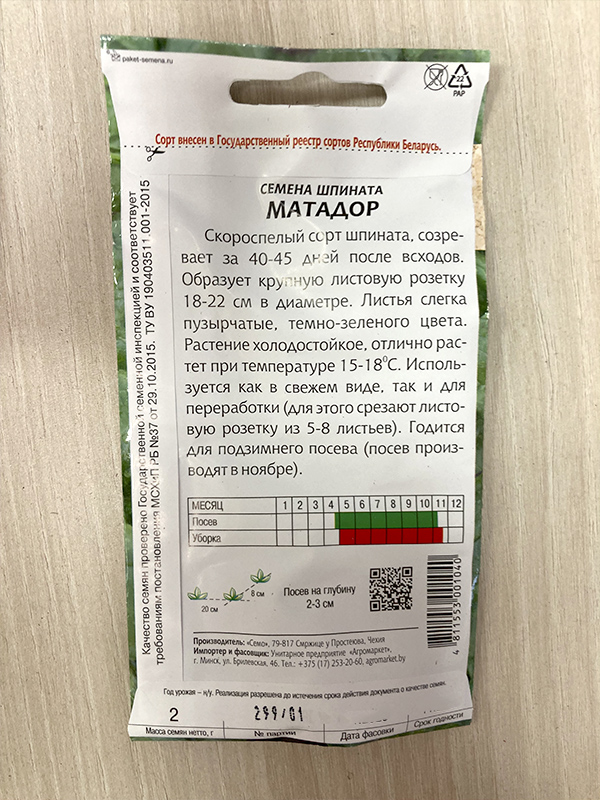 paket-semena.ru
22
PAP
Сорт внесен в Государственный реестр сортов Республики Беларусь.
СЕМЕНА ШПИНАТА
МАТАДОР
Скороспелый сорт шпината, созре-
вает за 40-45 дней после всходов.
Образует крупную листовую розетку
18-22 см в диаметре. Листья слегка
пузырчатые, темно-зеленого цвета.
Растение холодостойкое, отлично рас-
тет при температуре 15-18°С. Исполь-
зуется как в свежем виде, так и для
переработки (для этого срезают листо-
вую розетку из 5-8 листьев). Годится
для подзимнего посева (посев произ-
водят в ноябре).
Качество семян проверено Государственной семенной инспекцией и соответствует
требованиям постановления МСХиП РБ №37 от 29.10.2015. ТУ BY 190403511.001-2015
МЕСЯЦ 1 2 3 4 5 6 7 8 9 10 11 12
Посев
Уборка
20 см
8 см
Посев на глубину
2-3 см
4 811553 001040
Производитель: «Семо», 79-817 Смржице у Простеюва, Чехия
Импортер и фасовщик: Унитарное предприятие «Агромаркет»,
г. Минск, ул. Брилевская, 46. Тел.: +375 (17) 253-20-60, agromarket.by
Год урожая – н/у. Реализация разрешена до истечения срока действия документа о качестве семян.
2 299/01
Масса семян нетто, г № партии Дата фасовки Срок годности